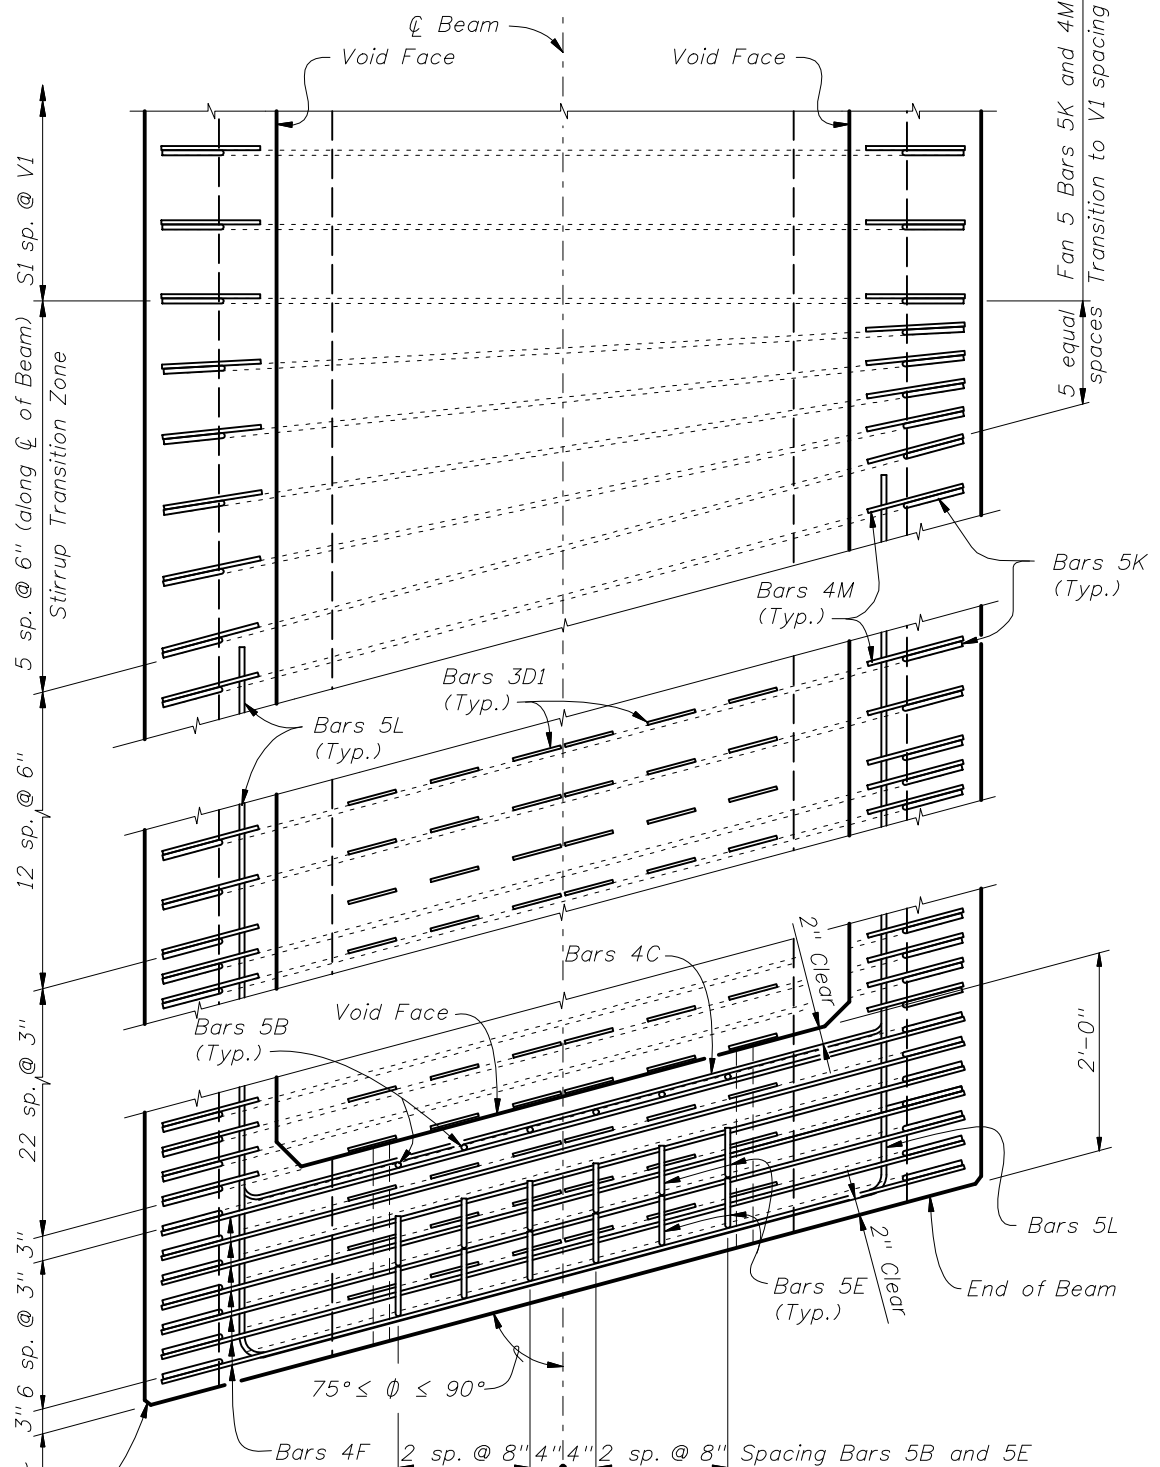 ℄ Beam
Void Face
Void Face
S1 sp. @ V1
5 sp. @ 6" (along ℄ of Beam)
Stirrup Transition Zone
5 equal spaces
Fan 5 Bars 5K and 4M
Transition to V1 spacing
Bars 5K
(Typ.)
Bars 4M
(Typ.)
Bars 3D1
(Typ.)
Bars 5L
(Typ.)
12 sp. @ 6"
2" Clear
Bars 4C
Void Face
Bars 5B
(Typ.)
22 sp. @ 3"
2'-0"
Bars 5L
3"
2" Clear
Bars 5E
(Typ.)
End of Beam
6 sp. @ 3"
75° ≤ ϕ ≤ 90°
3"
Bars 4F
2 sp. @ 8" 4" 4" 2 sp. @ 8" Spacing Bars 5B and 5E